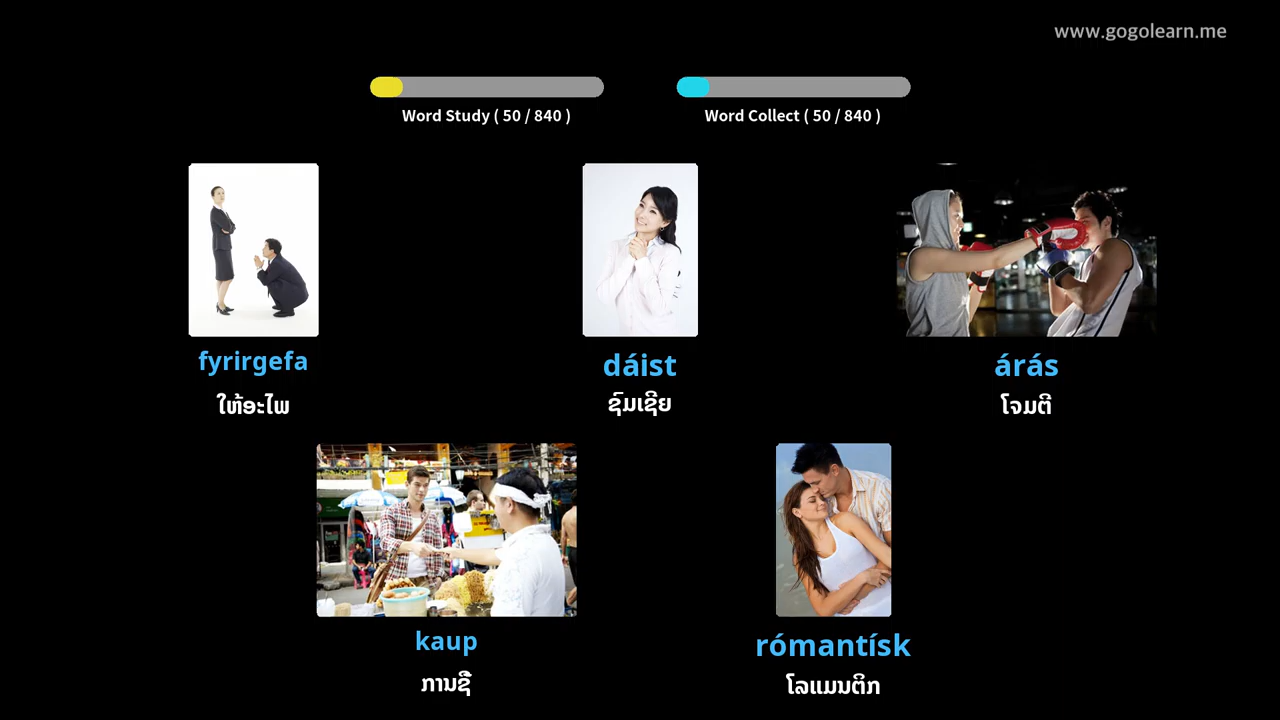 www.gogolearn.me
Word Study ( 50 / 840 )
Word Collect ( 50 / 840 )
fyrirgefa
ໃຫ້ອະໄພ
dáist
ຊົມເຊີຍ
árás
ໂຈມຕີ
kaup
ການຊື້
rómantísk
ໂລແມນຕິກ